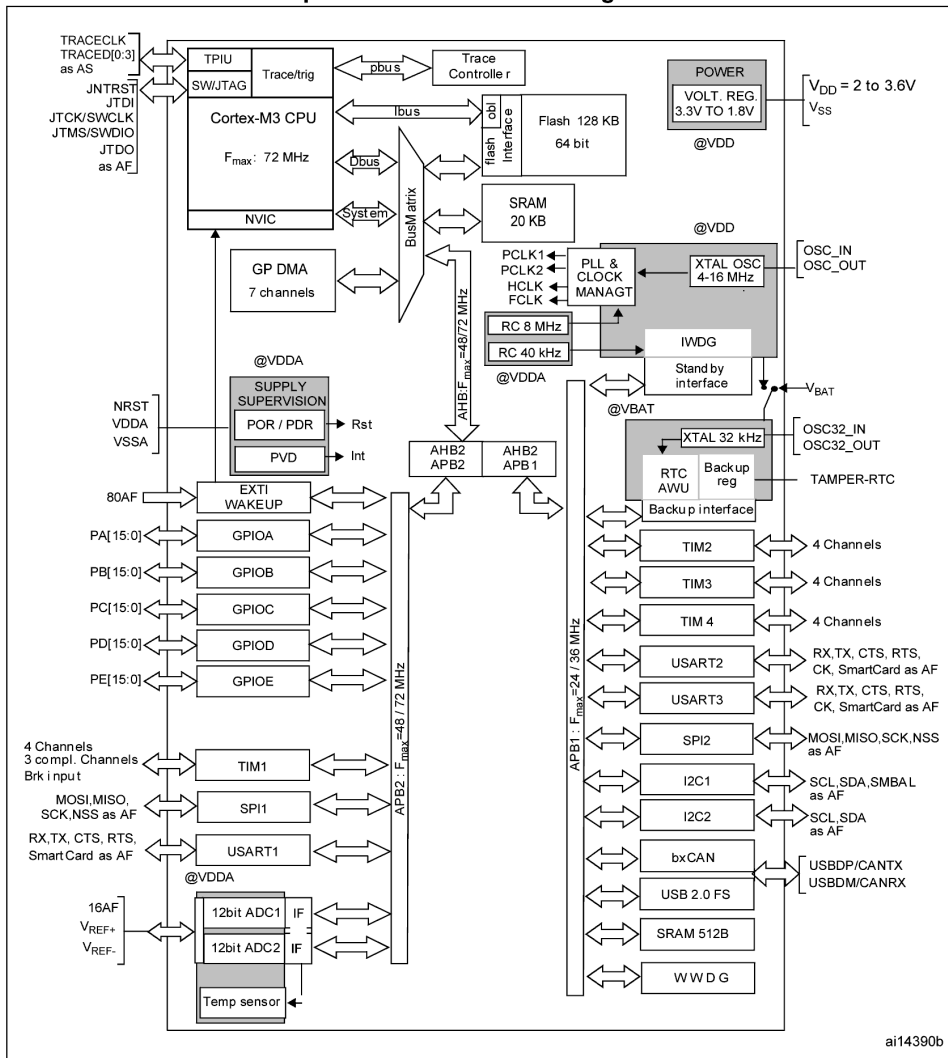 TRACECLK
TRACED[0:3]
as AS
TPIU
SW/JTAG
Trace/trig
pbus
Trace
Controller
JNTRST
JTDI
JTCK/SWCLK
JTMS/SWDIO
JTDO
as AF
Cortex-M3 CPU
Fmax: 72 MHz
NVIC
Ibus
Dbus
System
BusMatrix
flash
obl
Interface
Flash 128 KB
64 bit
SRAM
20 KB
GP DMA
7 channels
POWER
VOLT. REG.
3.3V TO 1.8V
@VDD
VDD = 2 to 3.6V
VSS
@VDD
PCLK1
PCLK2
HCLK
FCLK
PLL &
CLOCK
MANAGT
XTAL OSC
4-16 MHz
OSC_IN
OSC_OUT
RC 8 MHz
RC 40 kHz
@VDDA
IWDG
Standby
interface
VBAT
@VBAT
XTAL 32 kHz
OSC32_IN
OSC32_OUT
RTC
AWU
Backup
reg
TAMPER-RTC
Backup interface
AHB:Fmax=48/72 MHz
@VDDA
SUPPLY
SUPERVISION
NRST
VDDA
VSSA
POR / PDR
Rst
PVD
Int
AHB2
APB2
AHB2
APB1
80AF
EXTI
WAKEUP
PA[15:0]
GPIOA
PB[15:0]
GPIOB
PC[15:0]
GPIOC
PD[15:0]
GPIOD
PE[15:0]
GPIOE
4 Channels
3 compl. Channels
Brk input
TIM1
MOSI,MISO,
SCK,NSS as AF
SPI1
RX,TX, CTS, RTS,
SmartCard as AF
USART1
@VDDA
16AF
VREF+
VREF-
12bit ADC1
IF
12bit ADC2
IF
Temp sensor
APB2 : Fmax=48 / 72 MHz
APB1 : Fmax=24 / 36 MHz
TIM2
4 Channels
TIM3
4 Channels
TIM 4
4 Channels
USART2
RX,TX, CTS, RTS,
CK, SmartCard as AF
USART3
RX,TX, CTS, RTS,
CK, SmartCard as AF
SPI2
MOSI,MISO,SCK,NSS
as AF
I2C1
SCL,SDA,SMBAL
as AF
I2C2
SCL,SDA
as AF
bxCAN
USBDP/CANTX
USBDM/CANRX
USB 2.0 FS
SRAM 512B
WWDG
ai14390b